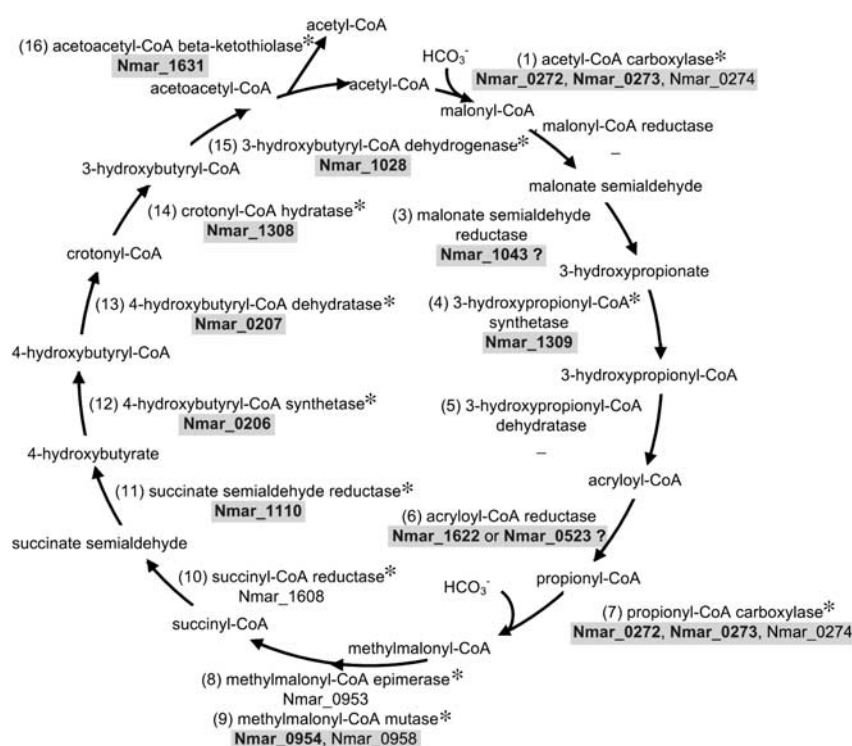 acetyl-CoA
(16) acetoacetyl-CoA beta-ketothiolase*
Nmar_1631
acetoacetyl-CoA
acetyl-CoA
HCO₃⁻
(1) acetyl-CoA carboxylase*
Nmar_0272, Nmar_0273, Nmar_0274
malonyl-CoA
malonyl-CoA reductase
–
(15) 3-hydroxybutyryl-CoA dehydrogenase*
Nmar_1028
3-hydroxybutyryl-CoA
malonate semialdehyde
(14) crotonyl-CoA hydratase*
Nmar_1308
(3) malonate semialdehyde
reductase
Nmar_1043 ?
crotonyl-CoA
3-hydroxypropionate
(13) 4-hydroxybutyryl-CoA dehydratase*
Nmar_0207
(4) 3-hydroxypropionyl-CoA*
synthetase
Nmar_1309
4-hydroxybutyryl-CoA
3-hydroxypropionyl-CoA
(12) 4-hydroxybutyryl-CoA synthetase*
Nmar_0206
(5) 3-hydroxypropionyl-CoA
dehydratase
–
4-hydroxybutyrate
acryloyl-CoA
(11) succinate semialdehyde reductase*
Nmar_1110
(6) acryloyl-CoA reductase
Nmar_1622 or Nmar_0523 ?
succinate semialdehyde
propionyl-CoA
(10) succinyl-CoA reductase*
Nmar_1608
HCO₃⁻
(7) propionyl-CoA carboxylase*
Nmar_0272, Nmar_0273, Nmar_0274
succinyl-CoA
methylmalonyl-CoA
(8) methylmalonyl-CoA epimerase*
Nmar_0953
(9) methylmalonyl-CoA mutase*
Nmar_0954, Nmar_0958